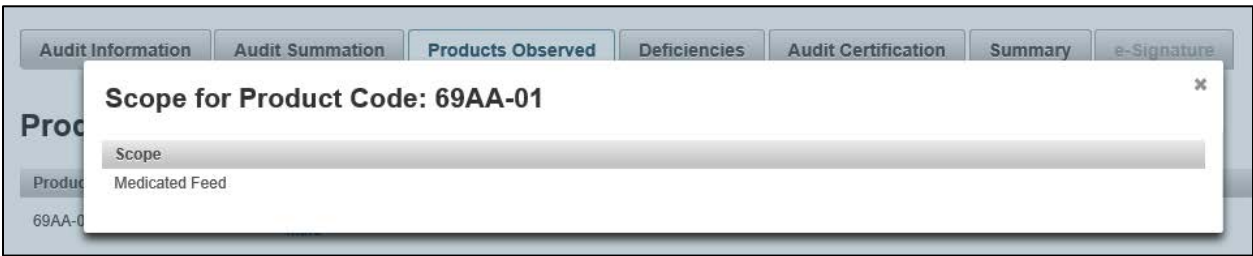 Audit Information Audit Summation Products Observed Deficiencies Audit Certification Summary e-Signature
Scope for Product Code: 69AA-01 ×
Scope
Medicated Feed